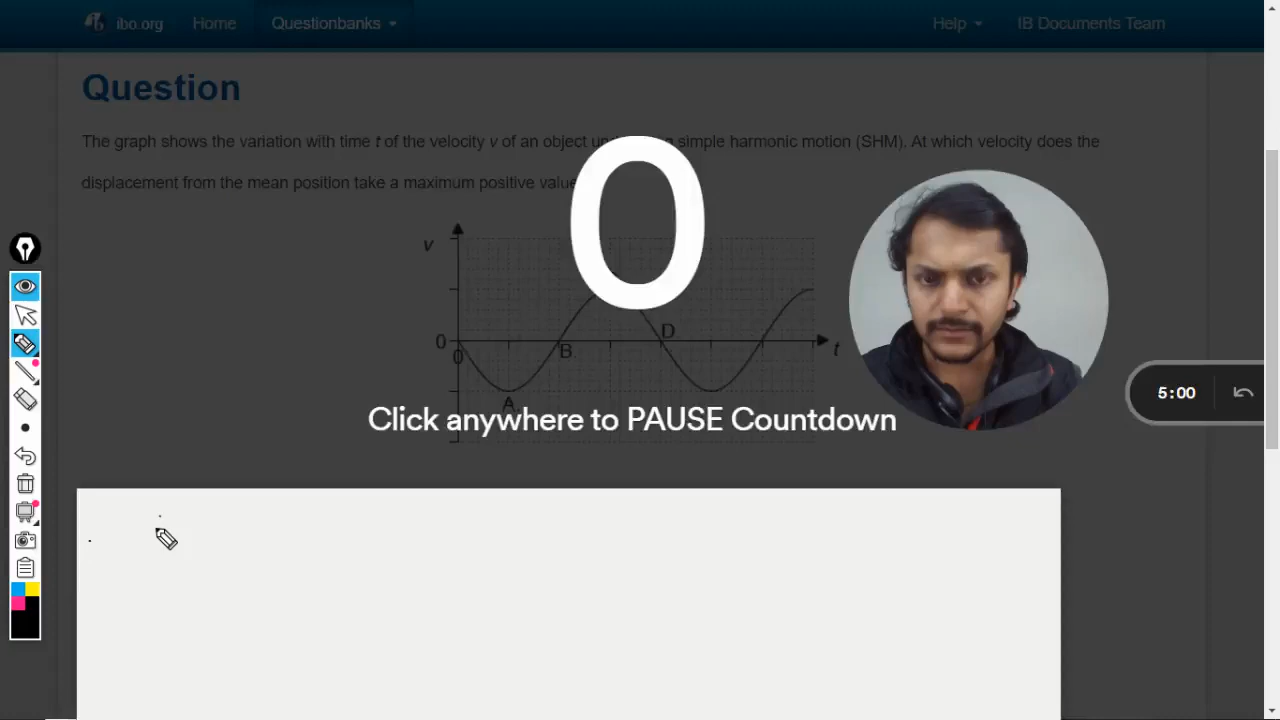 ibo.org Home Questionbanks Help IB Documents Team
Question
The graph shows the variation with time t of the velocity v of an object simple harmonic motion (SHM). At which velocity does the
displacement from the mean position take a maximum positive value
0
v
D
0
0
B
t
A
Click anywhere to PAUSE Countdown
5:00